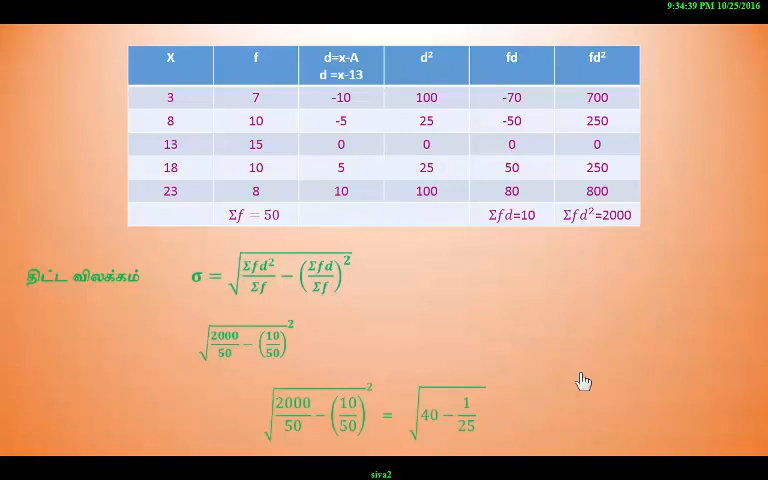 9:34:39 PM 10/25/2016
X f d=x-A d =x-13 d² fd fd²
3 7 -10 100 -70 700
8 10 -5 25 -50 250
13 15 0 0 0 0
18 10 5 25 50 250
23 8 10 100 80 800
Σf = 50 Σfd=10 Σfd²=2000
திட்ட விலக்கம் σ = √(Σfd²/Σf − (Σfd/Σf)²)
√(2000/50 − (10/50))²
√(2000/50 − (10/50))² = √(40 − 1/25)
siva2